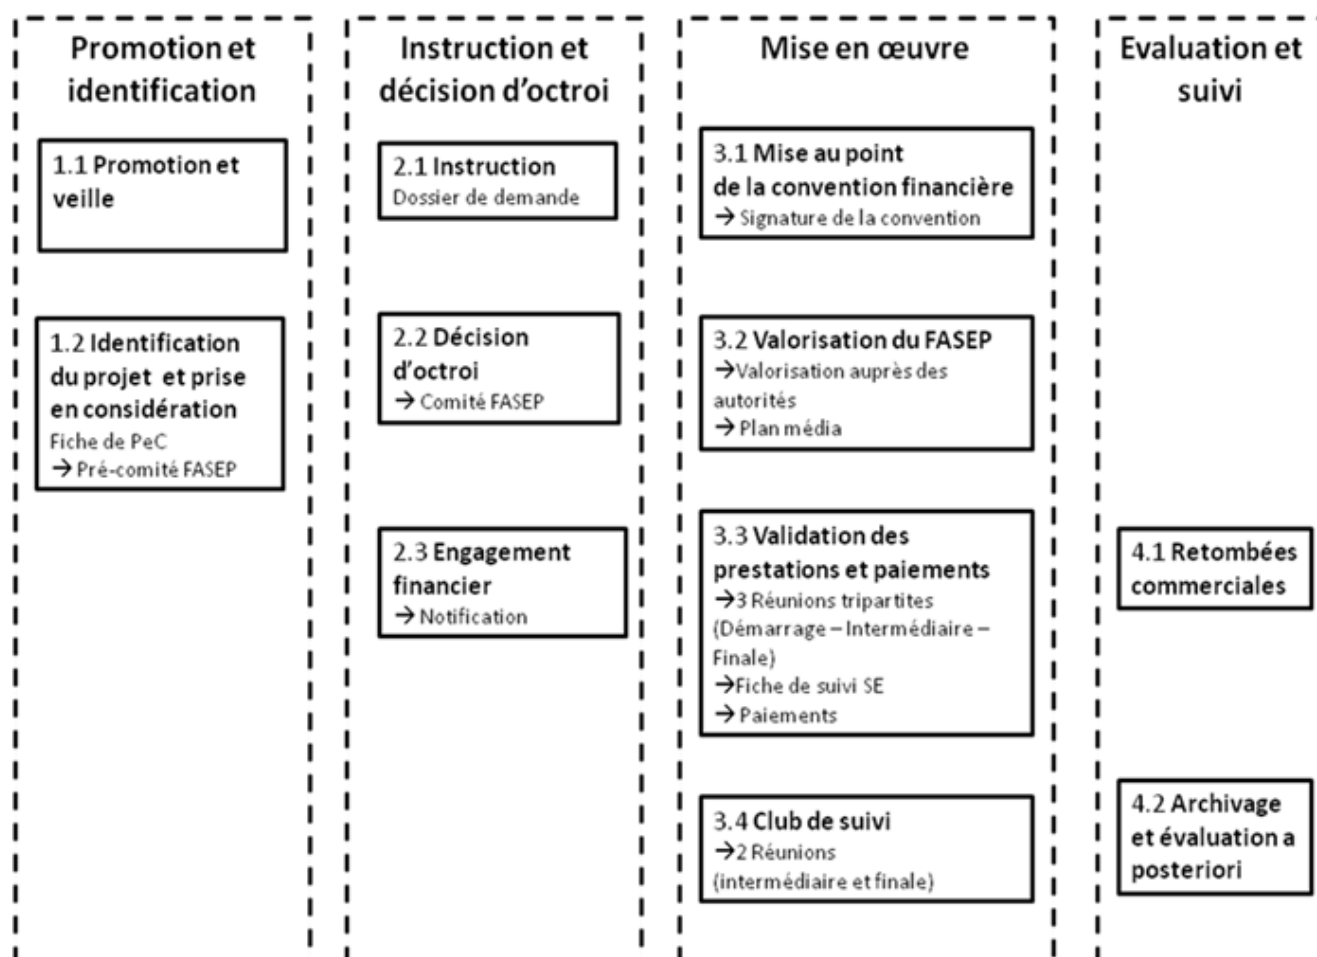 Promotion et
identification
1.1 Promotion et
veille
1.2 Identification
du projet et prise
en considération
Fiche de PeC
→ Pré-comité FASEP
Instruction et
décision d'octroi
2.1 Instruction
Dossier de demande
2.2 Décision
d'octroi
→ Comité FASEP
2.3 Engagement
financier
→ Notification
Mise en œuvre
3.1 Mise au point
de la convention financière
→ Signature de la convention
3.2 Valorisation du FASEP
→Valorisation auprès des
autorités
→ Plan média
3.3 Validation des
prestations et paiements
→3 Réunions tripartites
(Démarrage – Intermédiaire –
Finale)
→Fiche de suivi SE
→ Paiements
3.4 Club de suivi
→2 Réunions
(intermédiaire et finale)
Evaluation et
suivi
4.1 Retombées
commerciales
4.2 Archivage
et évaluation a
posteriori